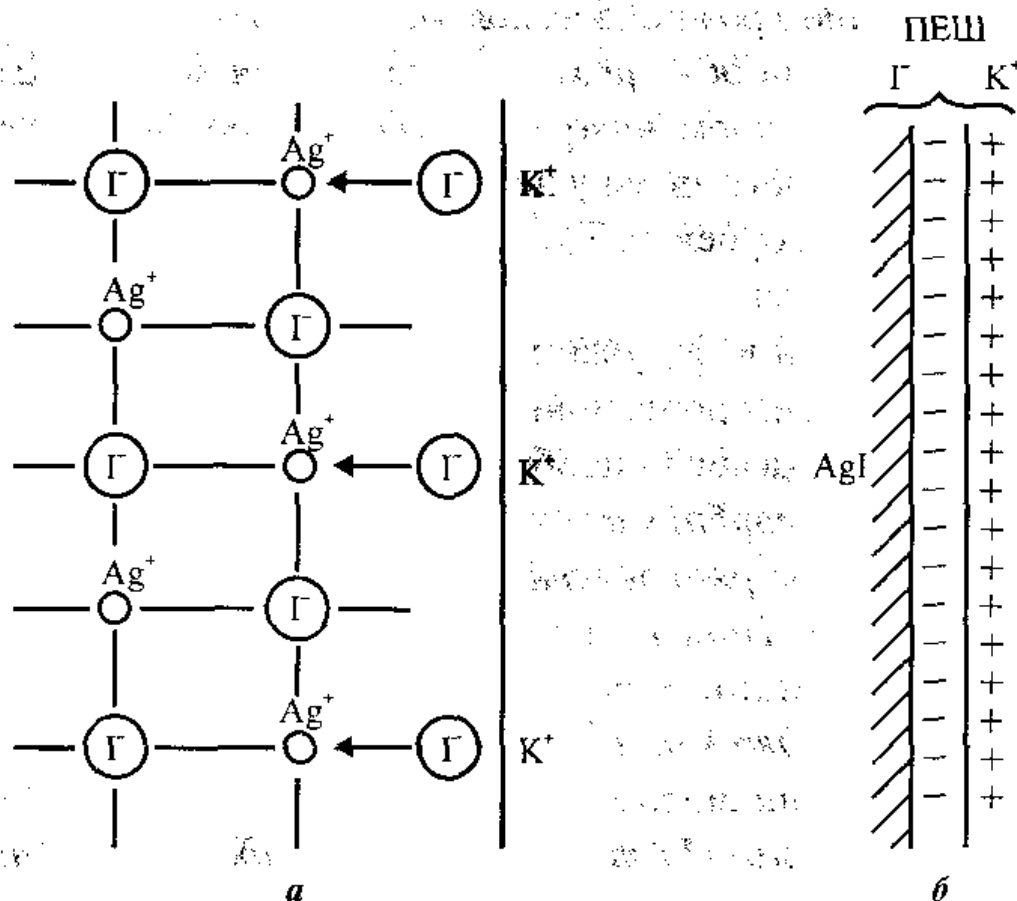 ПЕШ
I⁻ K⁺
Ag⁺
I⁻ I⁻ K⁺
Ag⁺
I⁻
Ag⁺
I⁻ I⁻ K⁺
AgI
Ag⁺
I⁻
Ag⁺
I⁻ I⁻ K⁺
а б